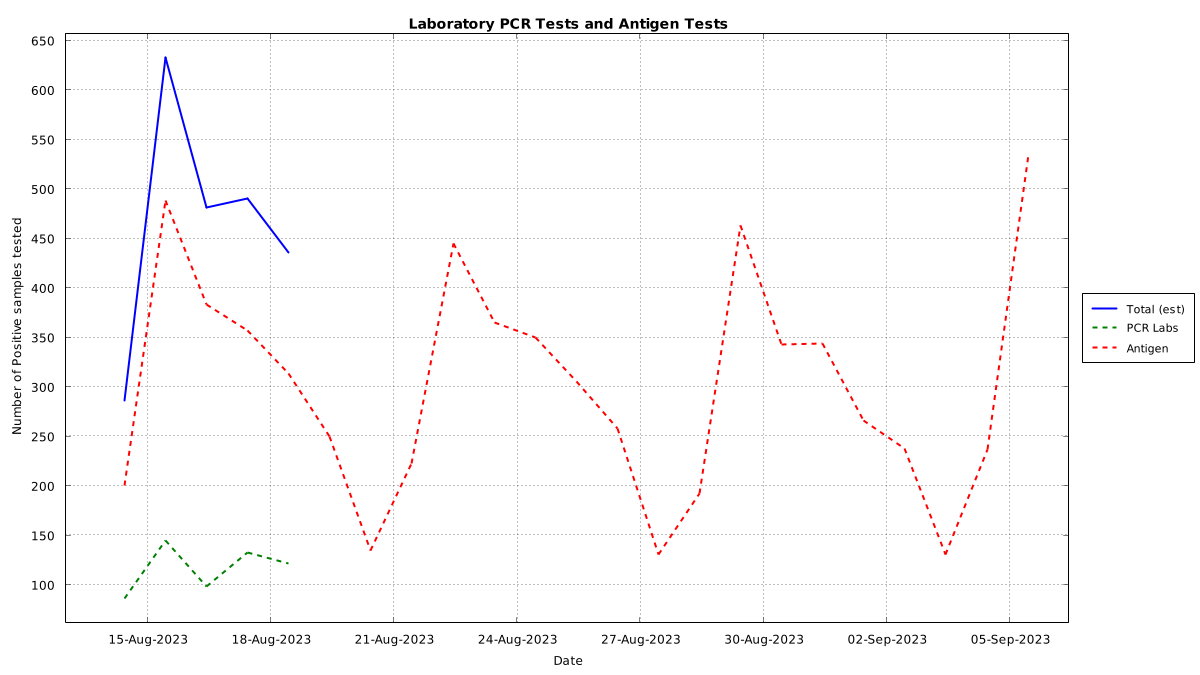 Laboratory PCR Tests and Antigen Tests
650
600
550
500
450
400
350
300
250
200
150
100
Number of Positive samples tested
15-Aug-2023 18-Aug-2023 21-Aug-2023 24-Aug-2023 27-Aug-2023 30-Aug-2023 02-Sep-2023 05-Sep-2023
Date
Total (est)
PCR Labs
Antigen